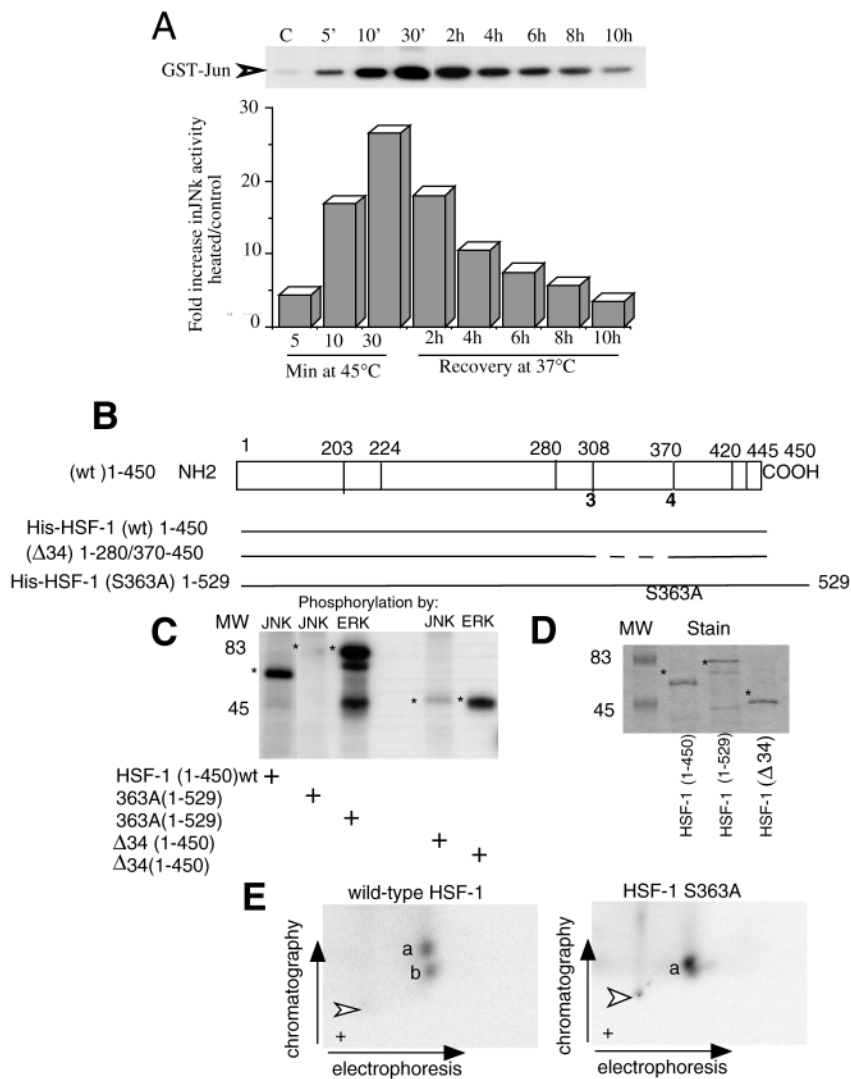 A
C 5' 10' 30' 2h 4h 6h 8h 10h
GST-Jun
Fold increase inJNk activity
heated/control
30
20
10
0
5 10 30 2h 4h 6h 8h 10h
Min at 45°C Recovery at 37°C
B
1 203 224 280 308 370 420 445 450
(wt )1-450 NH2 COOH
3 4
His-HSF-1 (wt) 1-450
(Δ34) 1-280/370-450
His-HSF-1 (S363A) 1-529 529
S363A
C
Phosphorylation by:
MW JNK JNK ERK JNK ERK
83 * *
*
45 * *
HSF-1 (1-450)wt +
363A(1-529) +
363A(1-529) +
Δ34 (1-450) +
Δ34(1-450) +
D
MW Stain
83 *
*
45 *
HSF-1 (1-450)
HSF-1 (1-529)
HSF-1 (Δ34)
E
wild-type HSF-1 HSF-1 S363A
chromatography
a
b
+
electrophoresis
chromatography
a
+
electrophoresis